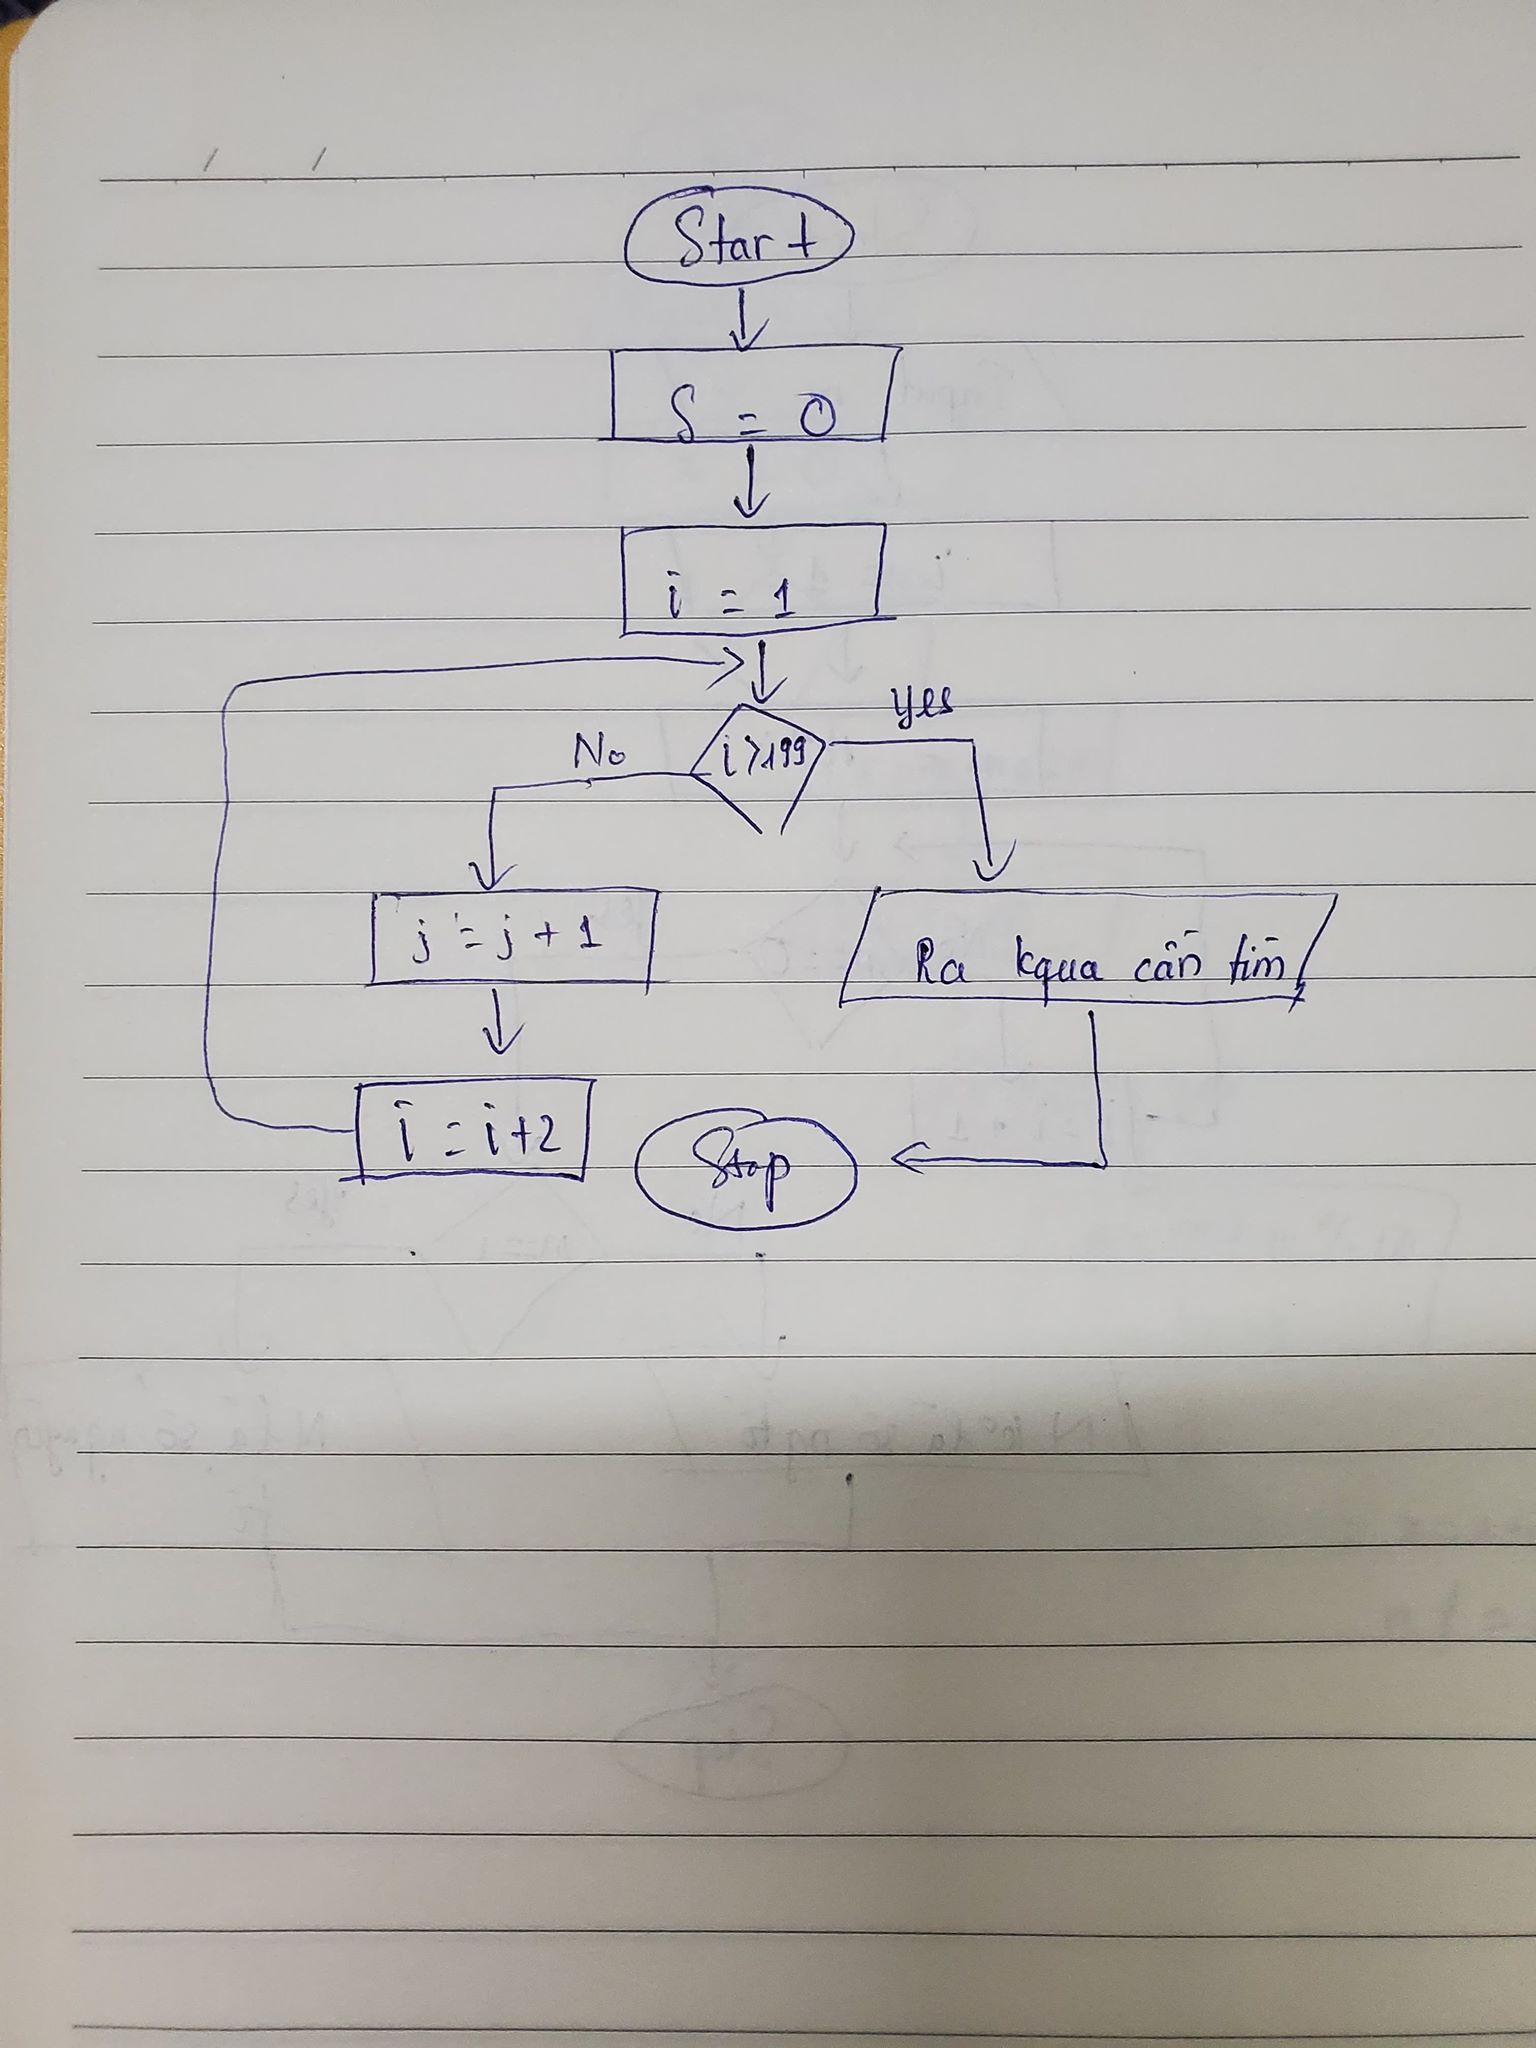 Start
S = 0
i = 1
i > 199
Yes
No
j = j + 1
Ra kqua cần tìm
i = i+2
Stop